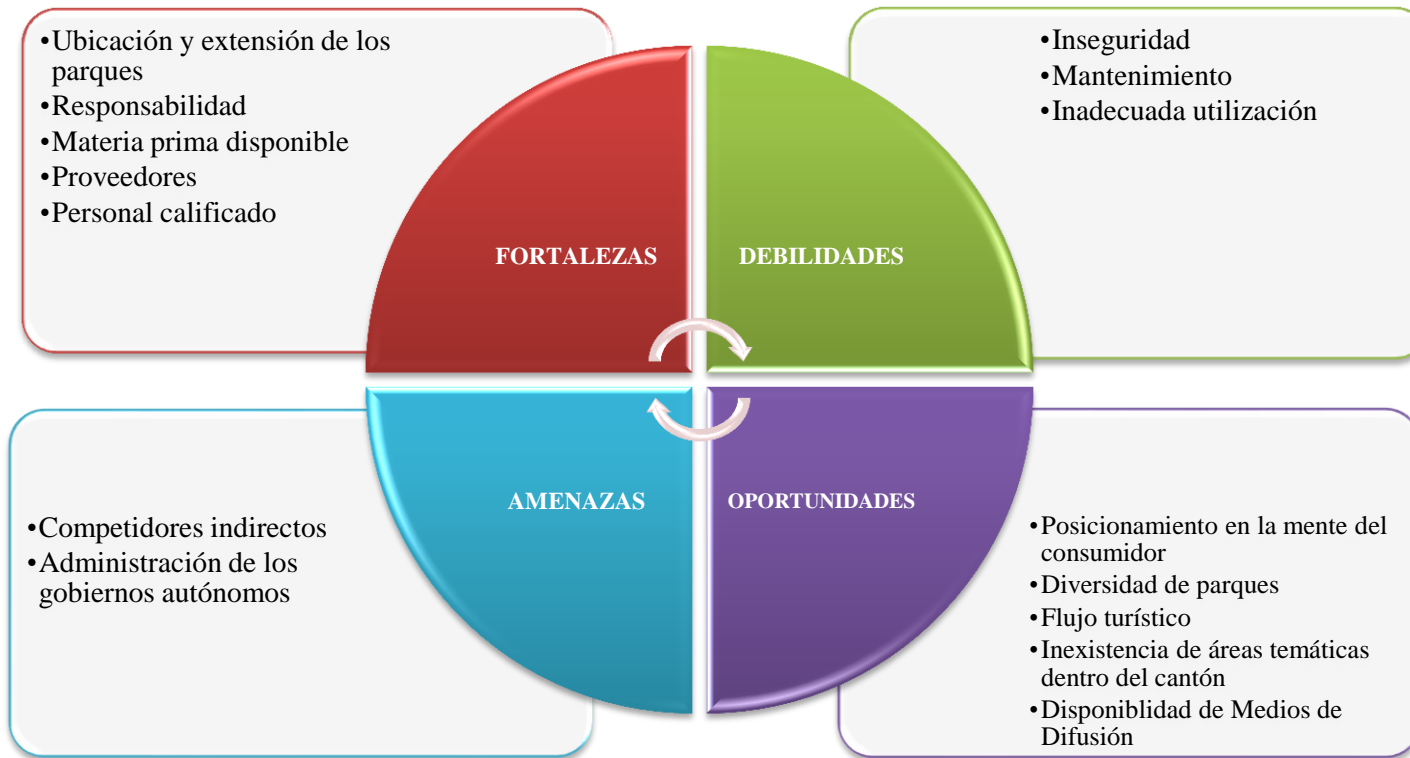 •Ubicación y extensión de los
parques
•Responsabilidad
•Materia prima disponible
•Proveedores
•Personal calificado
FORTALEZAS
•Inseguridad
•Mantenimiento
•Inadecuada utilización
DEBILIDADES
•Competidores indirectos
•Administración de los
gobiernos autónomos
AMENAZAS
OPORTUNIDADES
•Posicionamiento en la mente del
consumidor
•Diversidad de parques
•Flujo turístico
•Inexistencia de áreas temáticas
dentro del cantón
•Disponiblidad de Medios de
Difusión